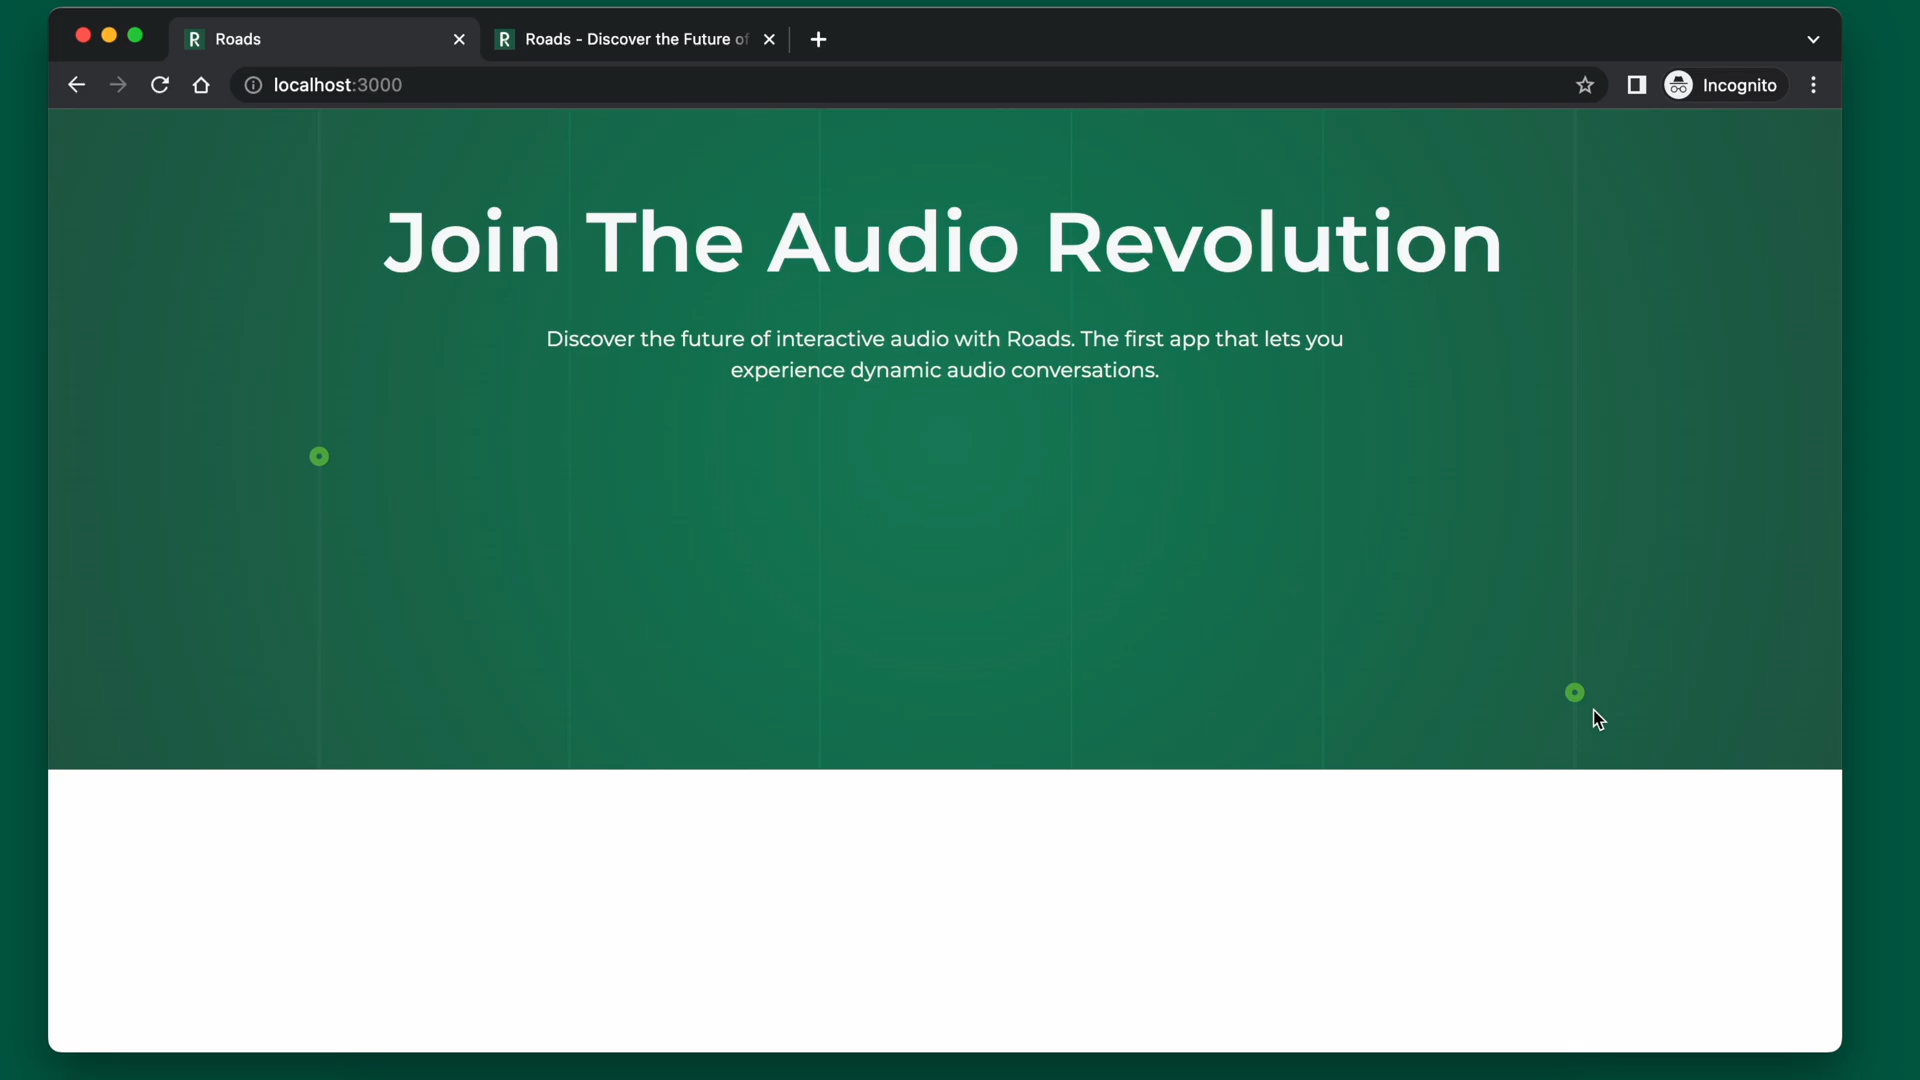 R Roads
R Roads - Discover the Future of
localhost:3000
Incognito
Join The Audio Revolution
Discover the future of interactive audio with Roads. The first app that lets you
experience dynamic audio conversations.